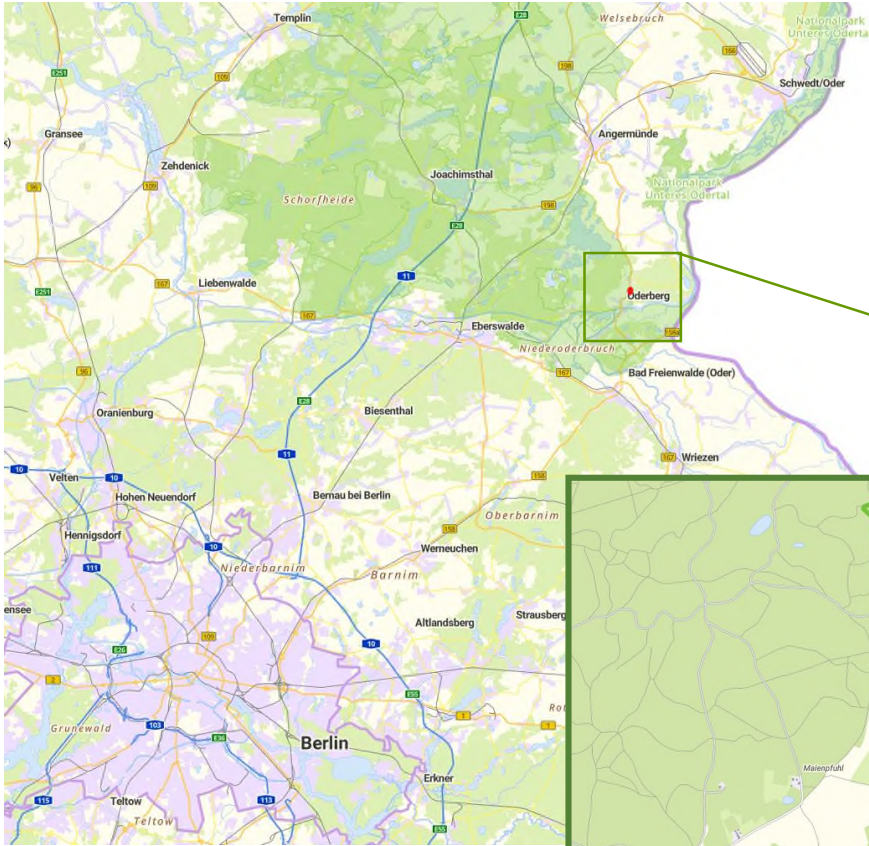 Templin
E28
Welsebruch
Nationalpark
Unteres Odertal
E251
109
198
166
Schwedt/Oder
Gransee
Angermünde
Zehdenick
Joachimsthal
Nationalpark
Unteres Odertal
96
109
Schorfheide
198
E28
11
Liebenwalde
167
E251
Oderberg
167
Eberswalde
158a
Niederoderbruch
96
167
Bad Freienwalde (Oder)
E28
Oranienburg
Biesenthal
11
Wriezen
167
10
10
158
Velten
Hohen Neuendorf
Bernau bei Berlin
Oberbarnim
Hennigsdorf
158
10
Werneuchen
111
Niederbarnim
Barnim
ensee
Altlandsberg
Strausberg
109
10
E26
2
E55
1
1
Grunewald
103
E36
Berlin
Maienpfuhl
Erkner
115
Teltow
113
Teltow
E55